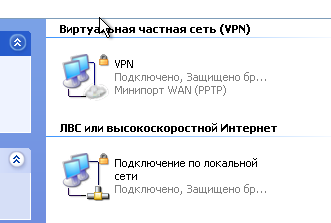 Виртуальная частная сеть (VPN)
VPN
Подключено, Защищено бр...
Минипорт WAN (PPTP)
ЛВС или высокоскоростной Интернет
Подключение по локальной
сети
Подключено, Защищено бр...